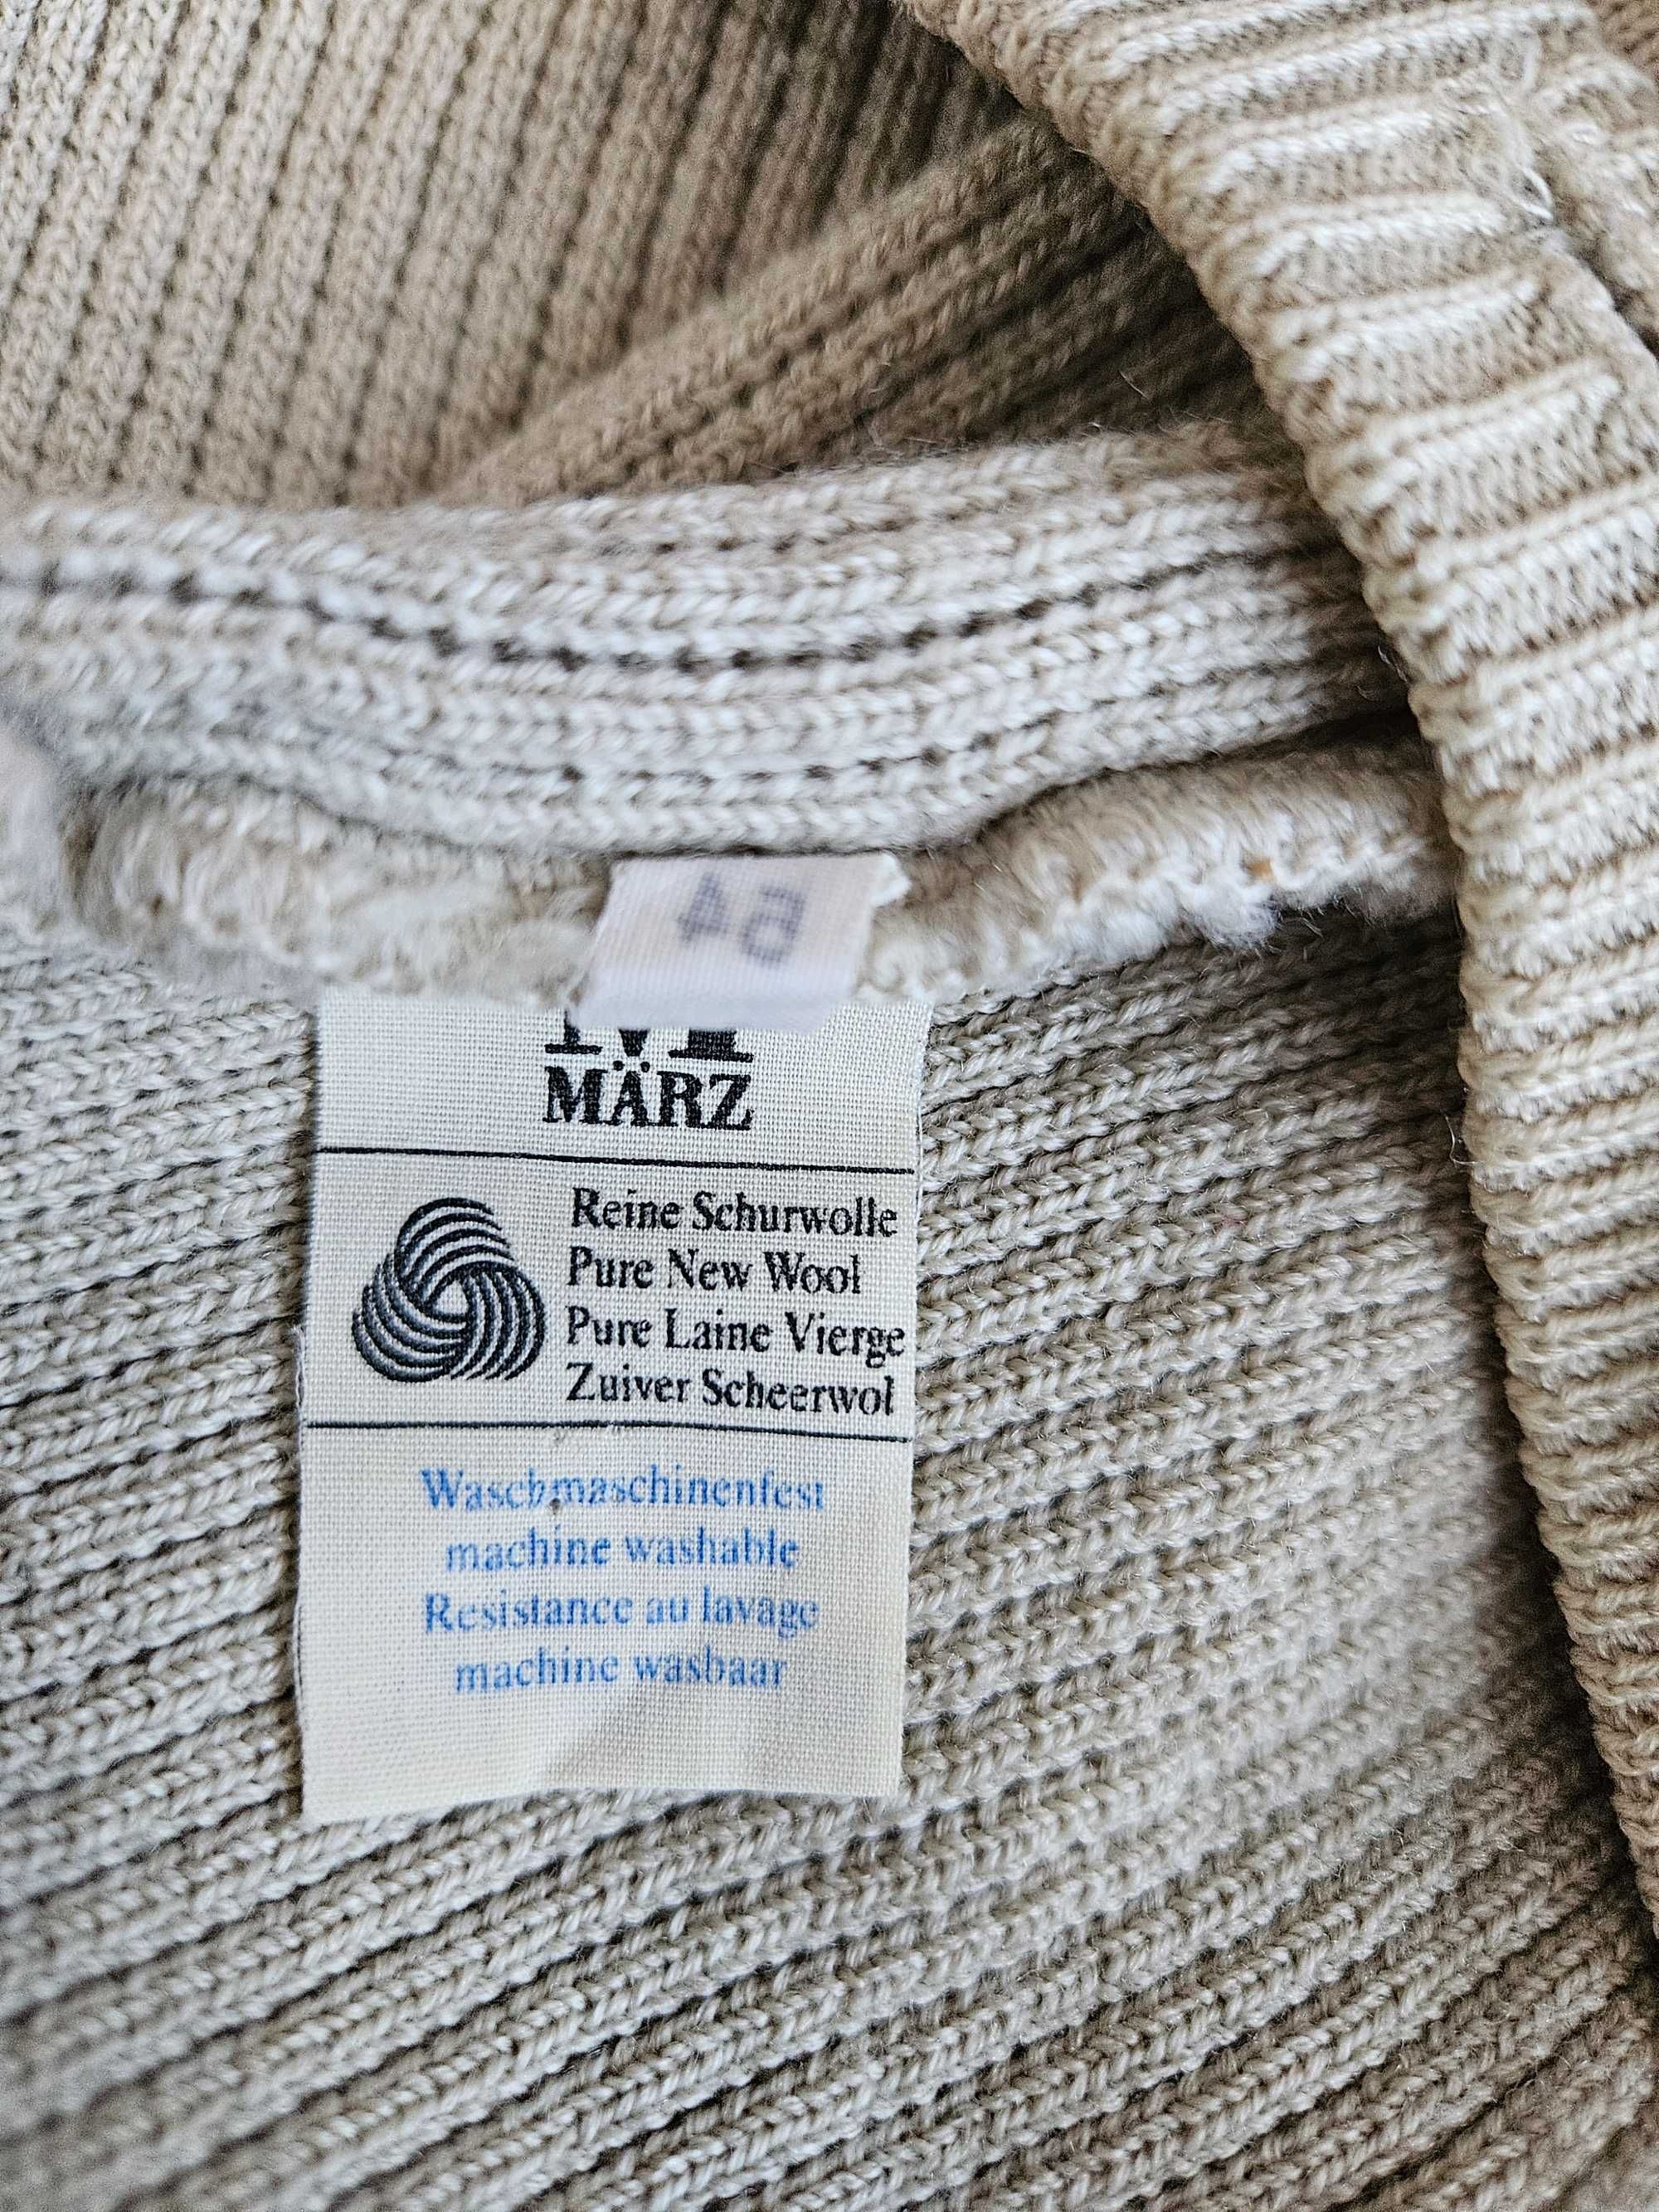 MÄRZ
Reine Schurwolle
Pure New Wool
Pure Laine Vierge
Zuiver Scheerwol
Waschmaschinenfest
machine washable
Resistance au lavage
machine wasbaar